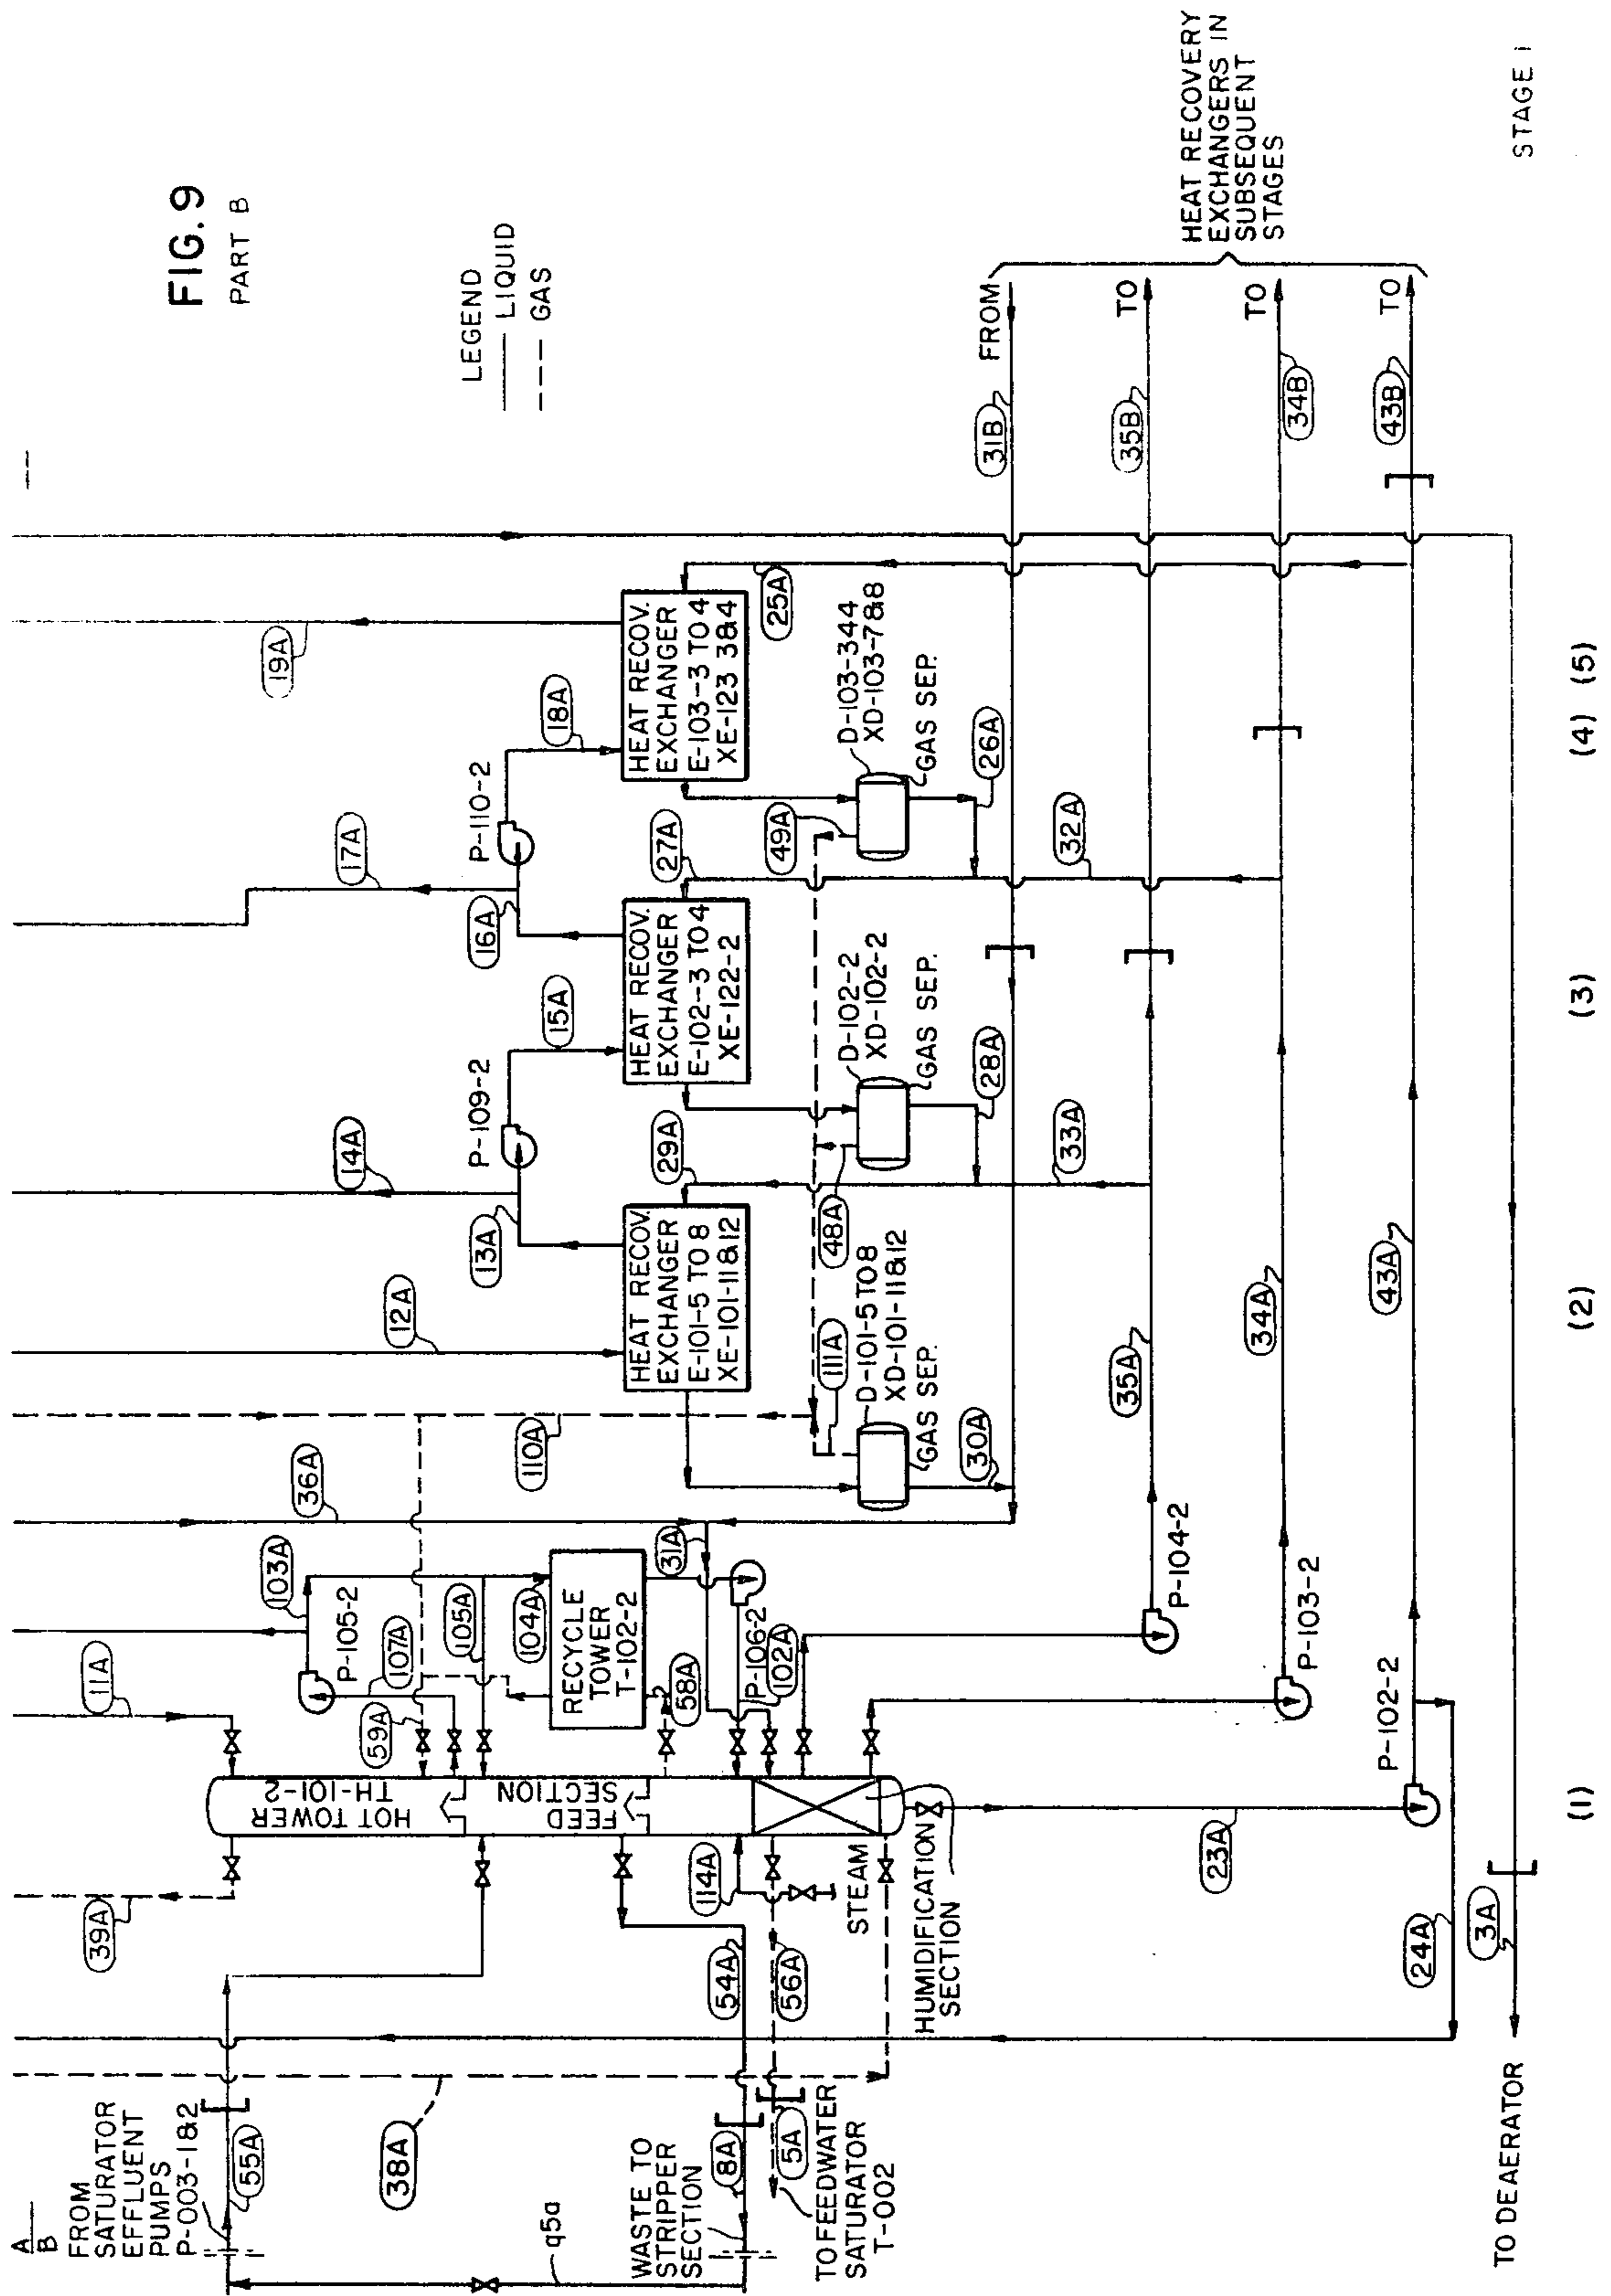 FIG. 9
PART B
LEGEND
LIQUID
GAS
A
B
FROM
SATURATOR
EFFLUENT
PUMPS
P-003-1&2
55A
38A
q5a
WASTE TO
STRIPPER
SECTION
8A
5A
TO FEEDWATER
SATURATOR
T-002
TO DEAERATOR
39A
54A
56A
114A
STEAM
HUMIDIFICATION
SECTION
23A
24A
3A
HOT TOWER
TH-101-2
FEED
SECTION
11A
103A
P-105-2
107A
59A
105A
104A
RECYCLE
TOWER
T-102-2
58A
P-106-2
102A
31A
36A
110A
111A
P-104-2
P-103-2
P-102-2
12A
13A
14A
P-109-2
15A
16A
17A
P-110-2
18A
19A
HEAT RECOV.
EXCHANGER
E-101-5 TO 8
XE-101-11&12
HEAT RECOV.
EXCHANGER
E-102-3 TO 4
XE-122-2
HEAT RECOV.
EXCHANGER
E-103-3 TO 4
XE-123 3&4
29A
27A
25A
48A
49A
D-101-5 TO 8
XD-101-11&12
GAS SEP.
D-102-2
XD-102-2
GAS SEP.
D-103-344
XD-103-7&8
GAS SEP.
30A
28A
26A
33A
32A
35A
34A
43A
31B
FROM
35B
TO
34B
TO
43B
TO
HEAT RECOVERY
EXCHANGERS IN
SUBSEQUENT
STAGES
STAGE 1
(1)
(2)
(3)
(4)
(5)